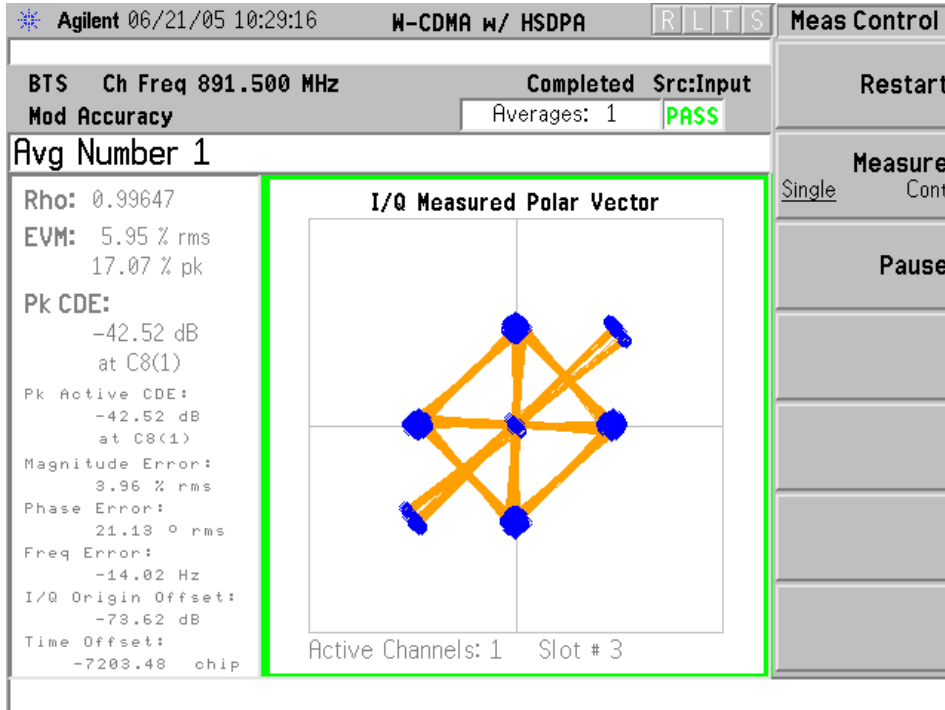 Agilent 06/21/05 10:29:16 W-CDMA w/ HSDPA R L T S Meas Control
BTS Ch Freq 891.500 MHz Completed Src:Input
Mod Accuracy Averages: 1 PASS
Avg Number 1
Restart
Measure
Single Cont
Pause
Rho: 0.99647
EVM: 5.95 % rms
17.07 % pk
Pk CDE:
-42.52 dB
at C8(1)
Pk Active CDE:
-42.52 dB
at C8(1)
Magnitude Error:
3.96 % rms
Phase Error:
21.13 ° rms
Freq Error:
-14.02 Hz
I/Q Origin Offset:
-73.62 dB
Time Offset:
-7203.48 chip
I/Q Measured Polar Vector
Active Channels: 1 Slot # 3